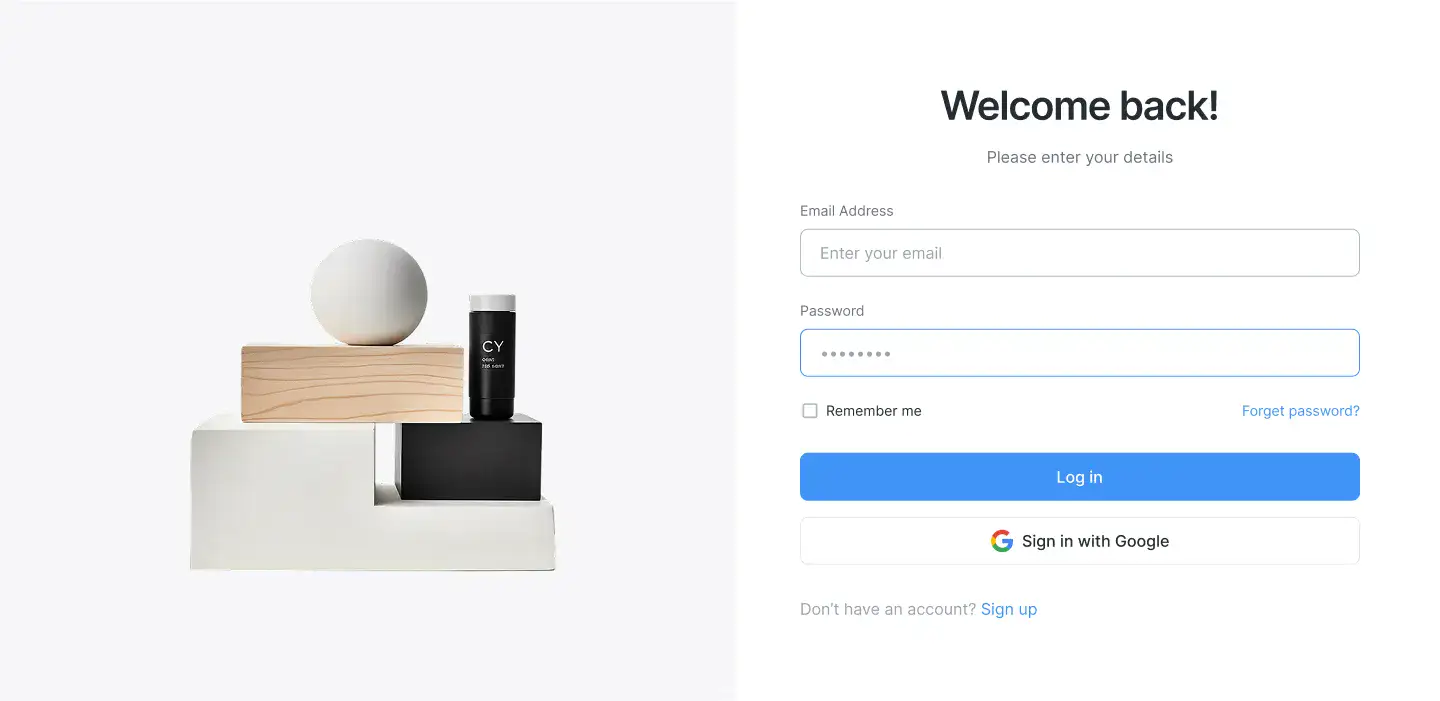 Welcome back!
Please enter your details
Email Address
Enter your email
Password
Remember me
Forget password?
Log in
Sign in with Google
Don’t have an account? Sign up
CY